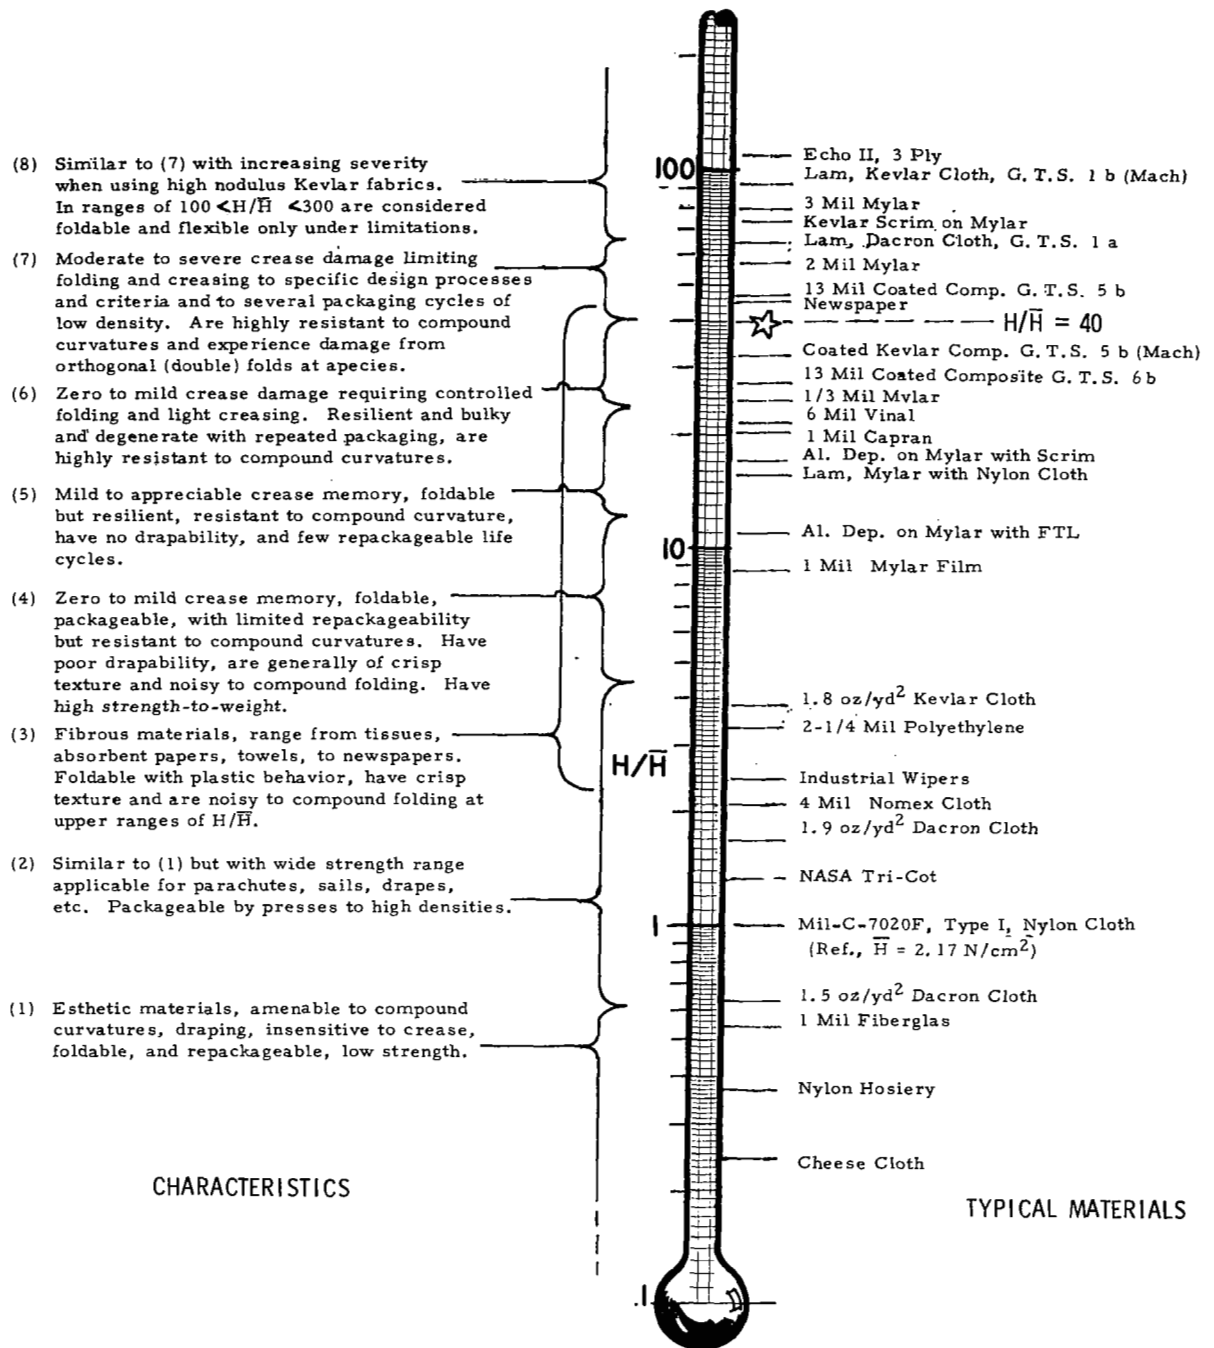 (8) Similar to (7) with increasing severity
when using high nodulus Kevlar fabrics.
In ranges of 100 <H/H̅ <300 are considered
foldable and flexible only under limitations.
(7) Moderate to severe crease damage limiting
folding and creasing to specific design processes
and criteria and to several packaging cycles of
low density. Are highly resistant to compound
curvatures and experience damage from
orthogonal (double) folds at apecies.
(6) Zero to mild crease damage requiring controlled
folding and light creasing. Resilient and bulky
and degenerate with repeated packaging, are
highly resistant to compound curvatures.
(5) Mild to appreciable crease memory, foldable
but resilient, resistant to compound curvature,
have no drapability, and few repackageable life
cycles.
(4) Zero to mild crease memory, foldable,
packageable, with limited repackageability
but resistant to compound curvatures. Have
poor drapability, are generally of crisp
texture and noisy to compound folding. Have
high strength-to-weight.
(3) Fibrous materials, range from tissues,
absorbent papers, towels, to newspapers.
Foldable with plastic behavior, have crisp
texture and are noisy to compound folding at
upper ranges of H/H̅.
(2) Similar to (1) but with wide strength range
applicable for parachutes, sails, drapes,
etc. Packageable by presses to high densities.
(1) Esthetic materials, amenable to compound
curvatures, draping, insensitive to crease,
foldable, and repackageable, low strength.
CHARACTERISTICS
100
10
H/H̅
1
.1
Echo II, 3 Ply
Lam, Kevlar Cloth, G. T. S. 1 b (Mach)
3 Mil Mylar
Kevlar Scrim on Mylar
Lam, Dacron Cloth, G. T. S. 1 a
2 Mil Mylar
13 Mil Coated Comp. G. T. S. 5 b
Newspaper
H/H̅ = 40
Coated Kevlar Comp. G. T. S. 5 b (Mach)
13 Mil Coated Composite G. T. S. 6 b
1/3 Mil Mylar
6 Mil Vinal
1 Mil Capran
Al. Dep. on Mylar with Scrim
Lam, Mylar with Nylon Cloth
Al. Dep. on Mylar with FTL
1 Mil Mylar Film
1.8 oz/yd² Kevlar Cloth
2-1/4 Mil Polyethylene
Industrial Wipers
4 Mil Nomex Cloth
1.9 oz/yd² Dacron Cloth
NASA Tri-Cot
Mil-C-7020F, Type I, Nylon Cloth
(Ref., H̅ = 2.17 N/cm²)
1.5 oz/yd² Dacron Cloth
1 Mil Fiberglas
Nylon Hosiery
Cheese Cloth
TYPICAL MATERIALS